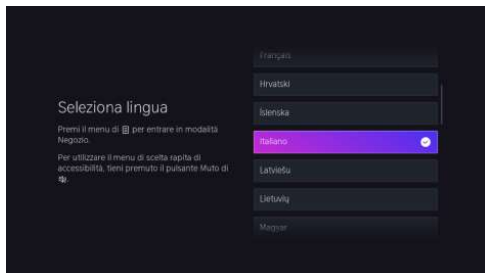 Seleziona lingua
Premi il menu di per entrare in modalità
Negozio.
Per utilizzare il menu di scelta rapida di
accessibilità, tieni premuto il pulsante Muto di
.
Français
Hrvatski
Íslenska
Italiano
Latviešu
Lietuvių
Magyar